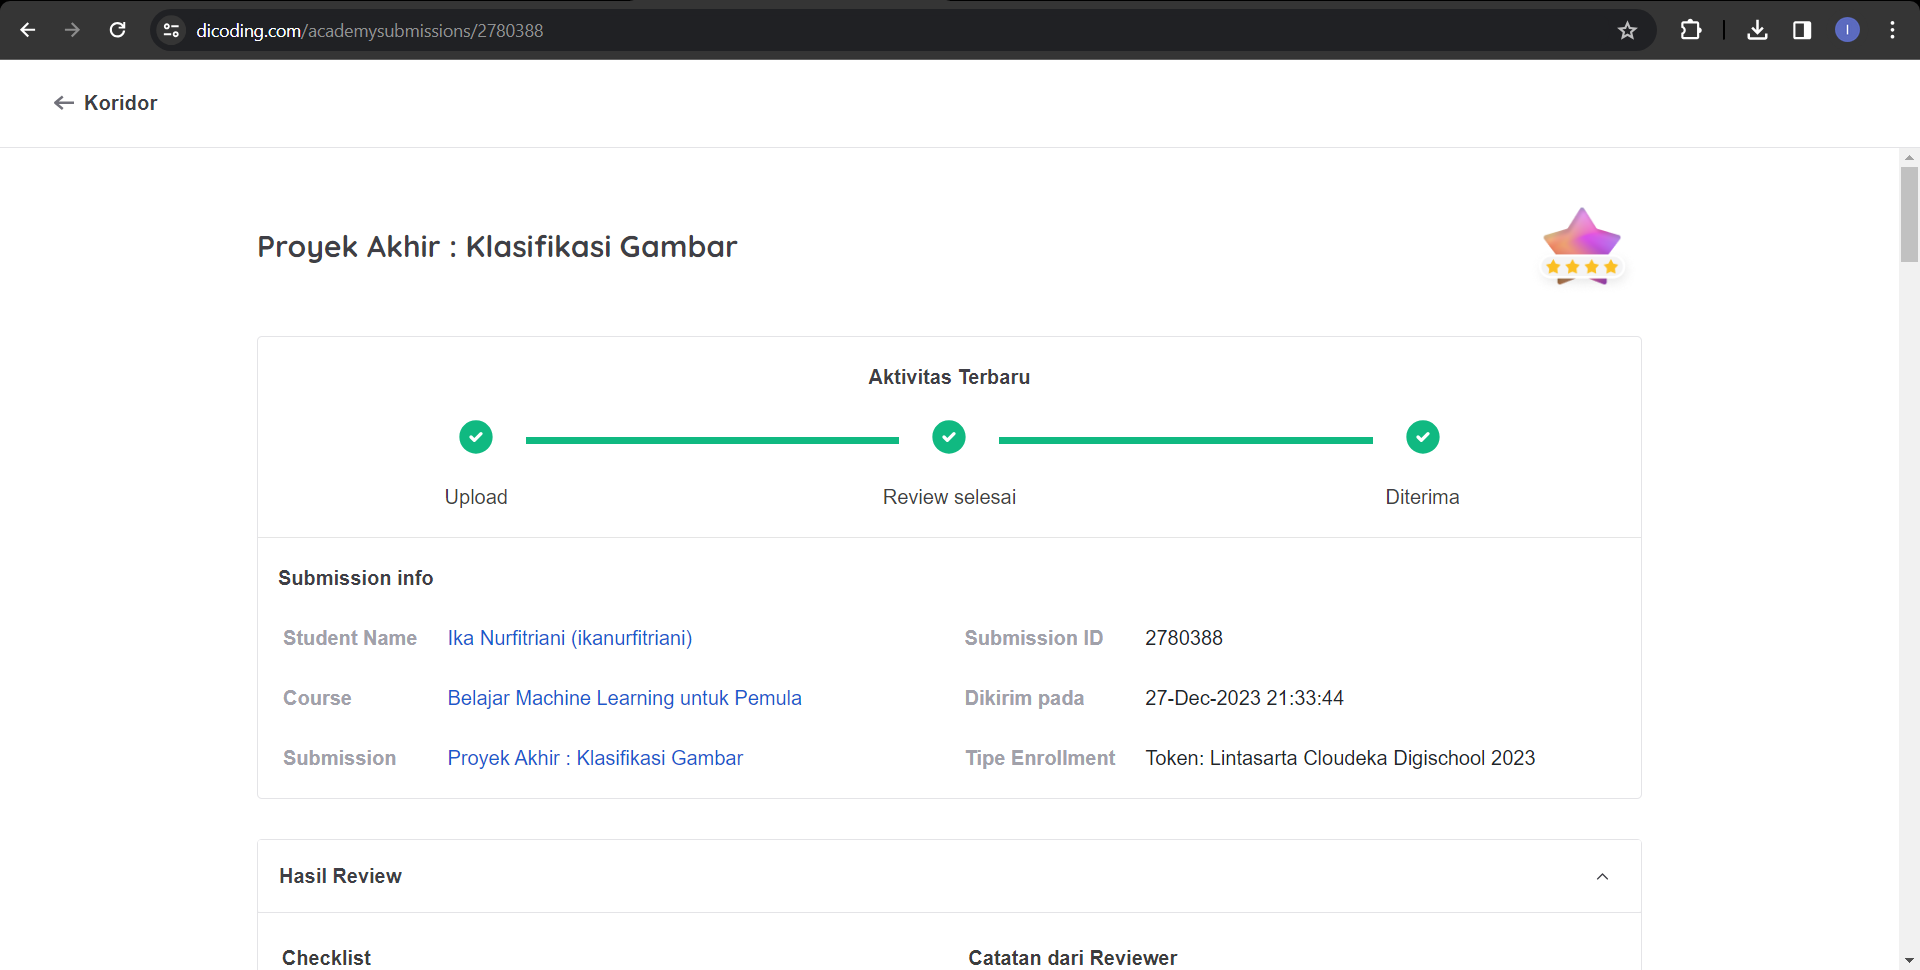 dicoding.com/academysubmissions/2780388
I
Koridor
Proyek Akhir : Klasifikasi Gambar
Aktivitas Terbaru
Upload Review selesai Diterima
Submission info
Student Name Ika Nurfitriani (ikanurfitriani) Submission ID 2780388
Course Belajar Machine Learning untuk Pemula Dikirim pada 27-Dec-2023 21:33:44
Submission Proyek Akhir : Klasifikasi Gambar Tipe Enrollment Token: Lintasarta Cloudeka Digischool 2023
Hasil Review
Checklist Catatan dari Reviewer